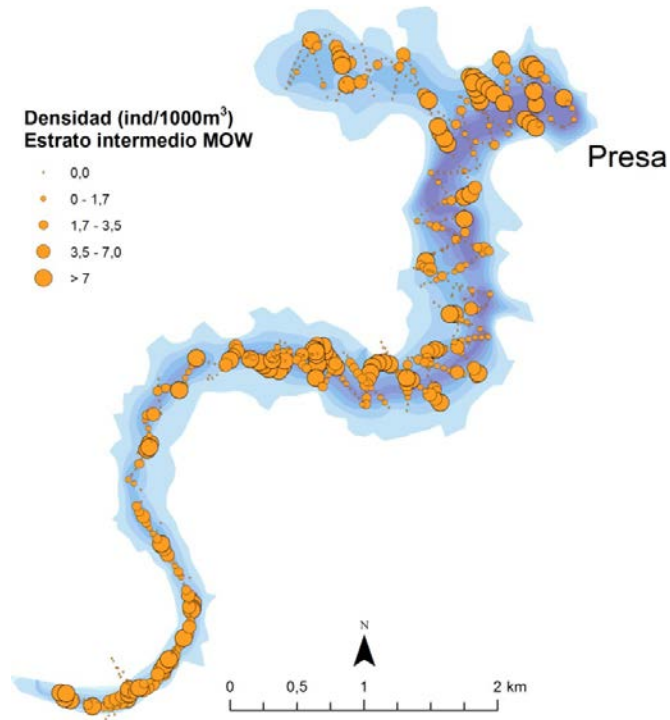 Densidad (ind/1000m³)
Estrato intermedio MOW
0,0
0 - 1,7
1,7 - 3,5
3,5 - 7,0
> 7
Presa
N
0 0,5 1 2 km